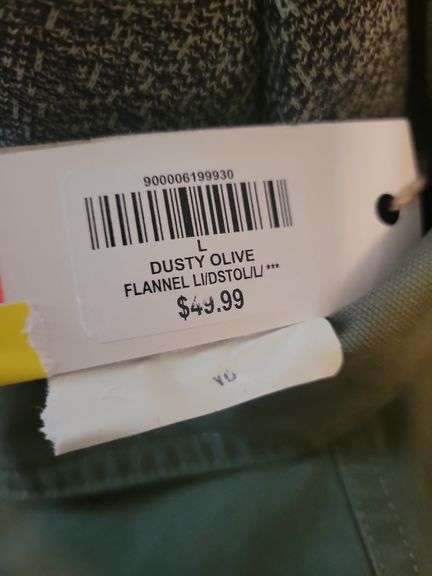 900006199930
L
DUSTY OLIVE
FLANNEL LI/DSTOL/L/ ***
$49.99